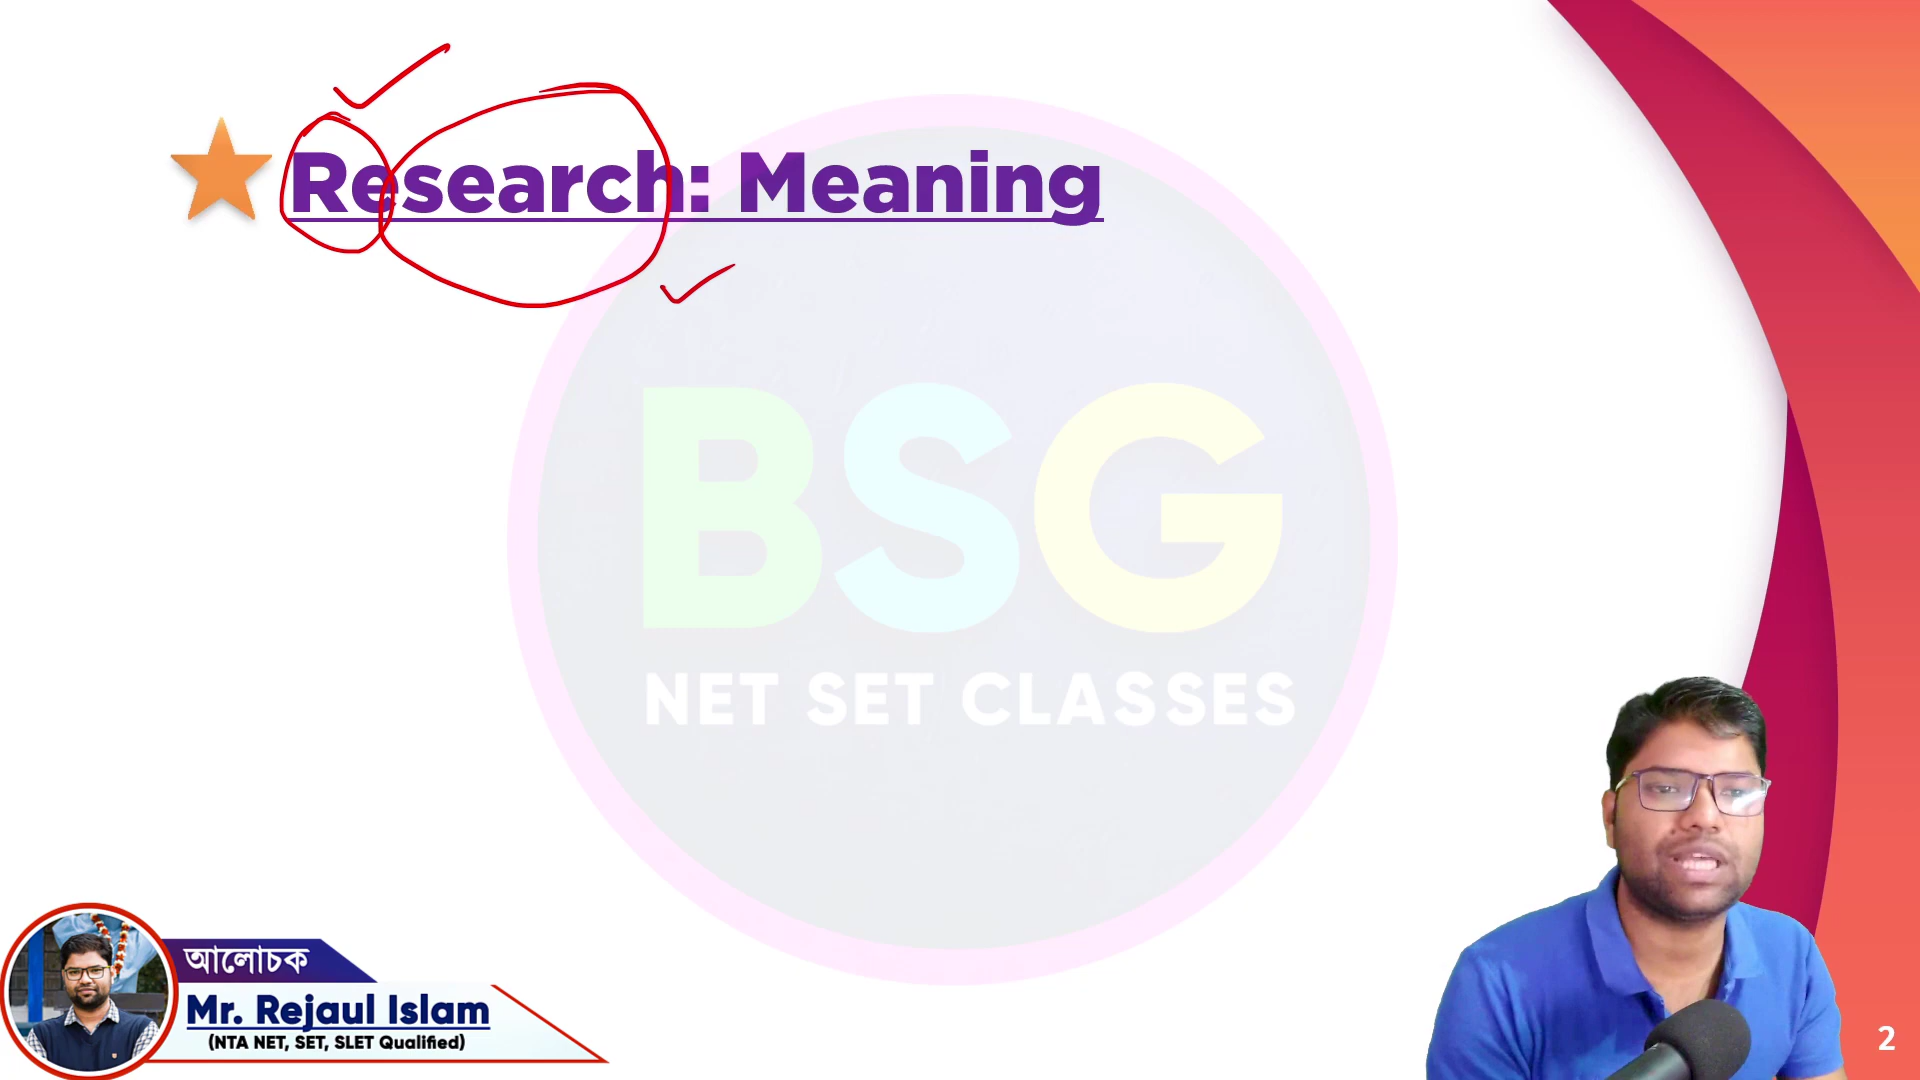 Research: Meaning
BSG
NET SET CLASSES
আলোচক
Mr. Rejaul Islam
(NTA NET, SET, SLET Qualified)
2